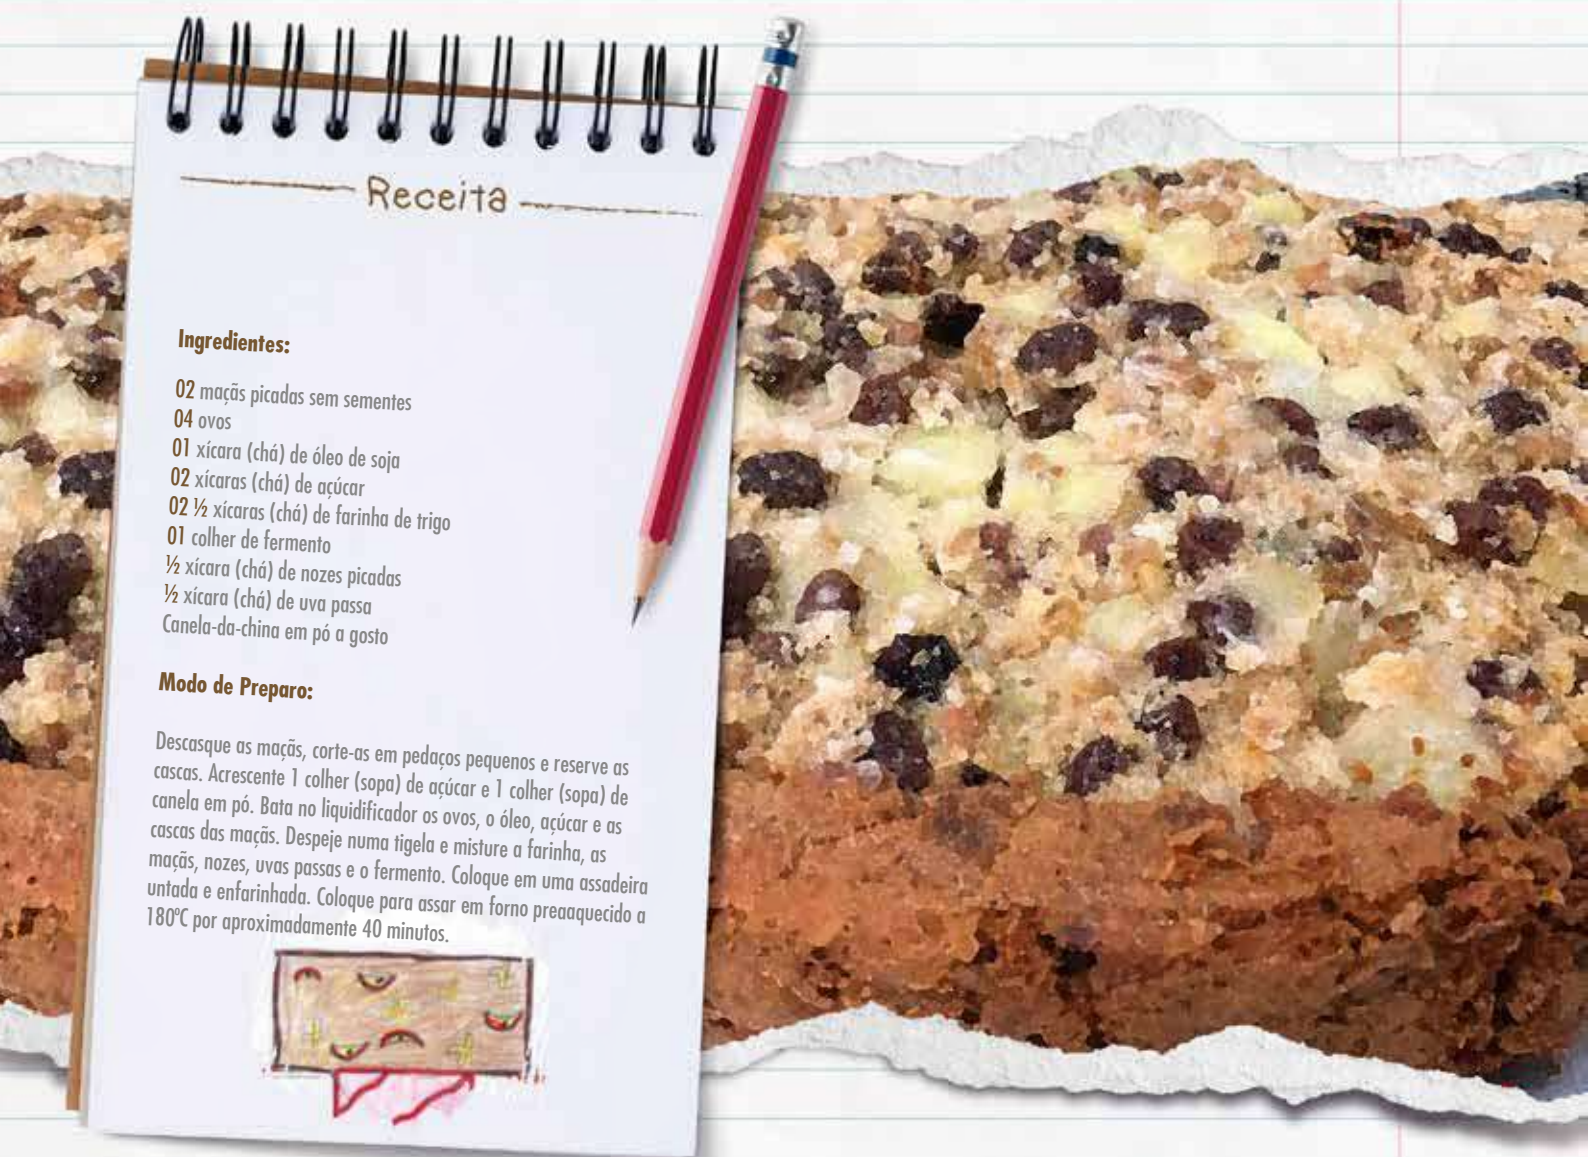 Receita
Ingredientes:
02 maçãs picadas sem sementes
04 ovos
01 xícara (chá) de óleo de soja
02 xícaras (chá) de açúcar
02 ½ xícaras (chá) de farinha de trigo
01 colher de fermento
½ xícara (chá) de nozes picadas
½ xícara (chá) de uva passa
Canela-da-china em pó a gosto
Modo de Preparo:
Descasque as maçãs, corte-as em pedaços pequenos e reserve as
cascas. Acrescente 1 colher (sopa) de açúcar e 1 colher (sopa) de
canela em pó. Bata no liquidificador os ovos, o óleo, açúcar e as
cascas das maçãs. Despeje numa tigela e misture a farinha, as
maçãs, nozes, uvas passas e o fermento. Coloque em uma assadeira
untada e enfarinhada. Coloque para assar em forno preaaquecido a
180ºC por aproximadamente 40 minutos.